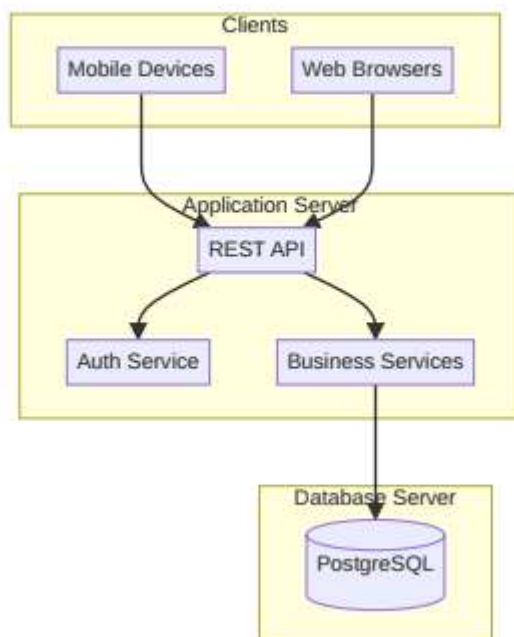 Clients
Mobile Devices
Web Browsers
Application Server
REST API
Auth Service
Business Services
Database Server
PostgreSQL